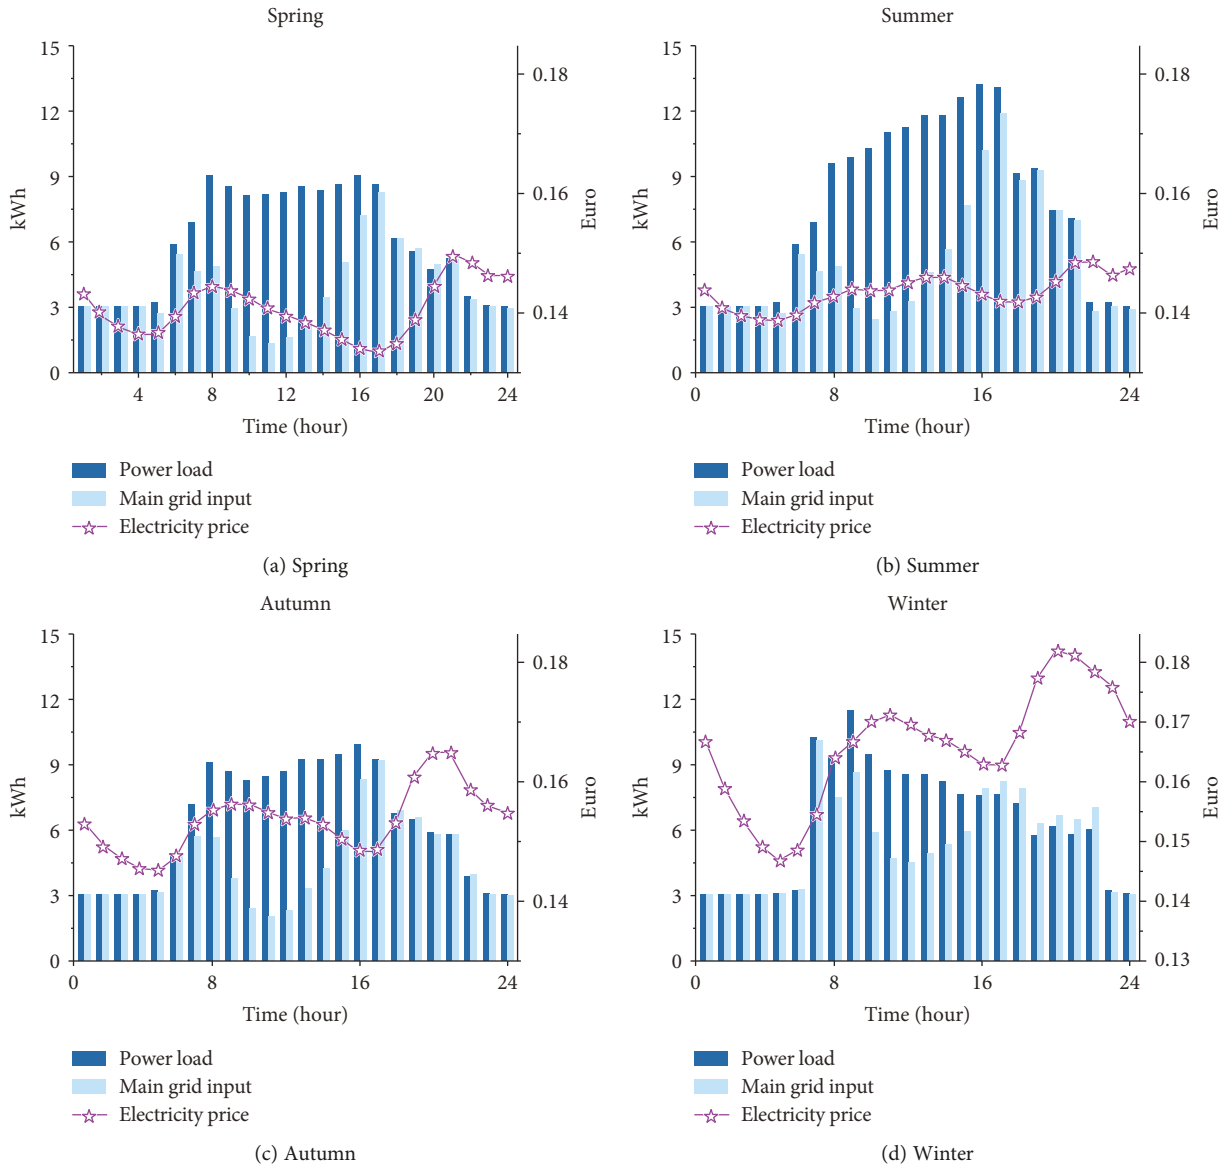 Spring
15
12
9
6
3
0
kWh
0.18
0.16
0.14
Euro
4
8
12
16
20
24
Time (hour)
Power load
Main grid input
Electricity price
(a) Spring
Summer
15
12
9
6
3
0
kWh
0.18
0.16
0.14
Euro
0
8
16
24
Time (hour)
Power load
Main grid input
Electricity price
(b) Summer
Autumn
15
12
9
6
3
0
kWh
0.18
0.16
0.14
Euro
0
8
16
24
Time (hour)
Power load
Main grid input
Electricity price
(c) Autumn
Winter
15
12
9
6
3
0
kWh
0.18
0.17
0.16
0.15
0.14
0.13
Euro
0
8
16
24
Time (hour)
Power load
Main grid input
Electricity price
(d) Winter